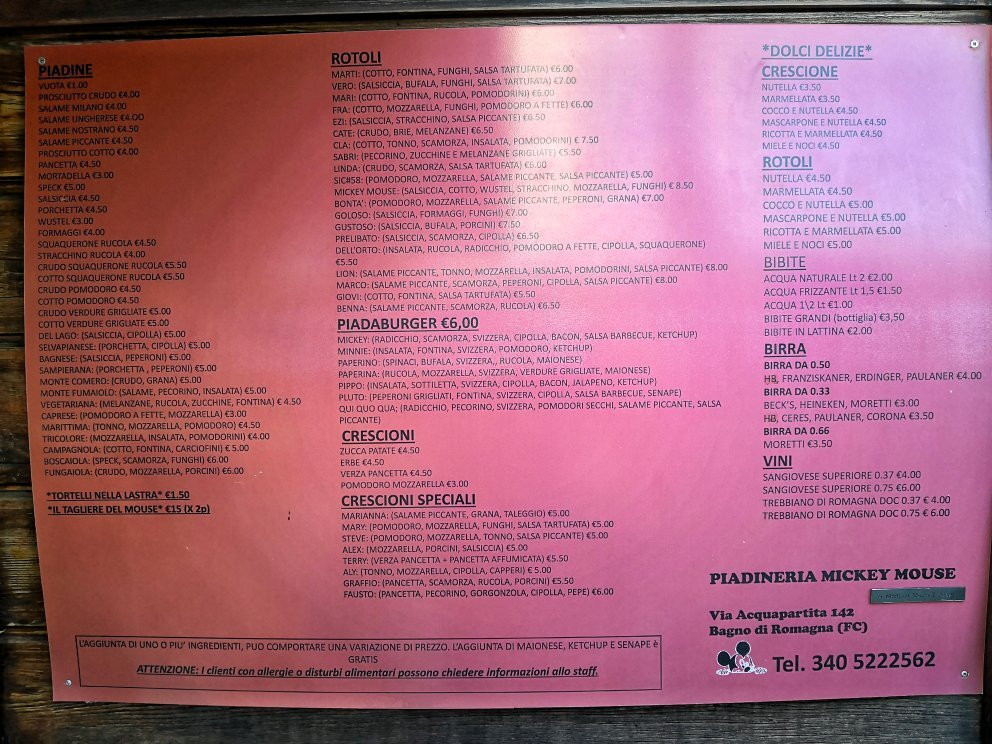 PIADINE
VUOTA €1.00
PROSCIUTTO CRUDO €4.00
SALAME MILANO €4.00
SALAME UNGHERESE €4.00
SALAME NOSTRANO €4.50
SALAME PICCANTE €4.50
PROSCIUTTO COTTO €4.00
PANCETTA €4.50
MORTADELLA €3.00
SPECK €5.00
SALSICCIA €4.50
PORCHETTA €4.50
WUSTEL €3.00
FORMAGGI €4.00
SQUAQUERONE RUCOLA €4.50
STRACCHINO RUCOLA €4.00
CRUDO SQUAQUERONE RUCOLA €5.50
COTTO SQUAQUERONE RUCOLA €5.50
CRUDO POMODORO €4.50
COTTO POMODORO €4.50
CRUDO VERDURE GRIGLIATE €5.00
COTTO VERDURE GRIGLIATE €5.00
DEL LAGO: (SALSICCIA, CIPOLLA) €5.00
SELVAPIANESE: (PORCHETTA, CIPOLLA) €5.00
BAGNESE: (SALSICCIA, PEPERONI) €5.00
SAMPIERANA: (PORCHETTA , PEPERONI) €5.00
MONTE COMERO: (CRUDO, GRANA) €5.00
MONTE FUMAIOLO: (SALAME, PECORINO, INSALATA) €5.00
VEGETARIANA: (MELANZANE, RUCOLA, ZUCCHINE, FONTINA) € 4.50
CAPRESE: (POMODORO A FETTE, MOZZARELLA) €3.00
MARITTIMA: (TONNO, MOZZARELLA, POMODORO) €4.50
TRICOLORE: (MOZZARELLA, INSALATA, POMODORINI) €4.00
CAMPAGNOLA: (COTTO, FONTINA, CARCIOFINI) € 5.00
BOSCAIOLA: (SPECK, SCAMORZA, FUNGHI) €6.00
FUNGAIOLA: (CRUDO, MOZZARELLA, PORCINI) €6.00
*TORTELLI NELLA LASTRA* €1.50
*IL TAGLIERE DEL MOUSE* €15 (X 2p)
ROTOLI
MARTI: (COTTO, FONTINA, FUNGHI, SALSA TARTUFATA) €6.00
VERO: (SALSICCIA, BUFALA, FUNGHI, SALSA TARTUFATA) €7.00
MARI: (COTTO, FONTINA, RUCOLA, POMODORINI) €6.00
FRA: (COTTO, MOZZARELLA, FUNGHI, POMODORO A FETTE) €6.00
EZI: (SALSICCIA, STRACCHINO, SALSA PICCANTE) €6.50
CATE: (CRUDO, BRIE, MELANZANE) €6.50
CLA: (COTTO, TONNO, SCAMORZA, INSALATA, POMODORINI) € 7.50
SABRI: (PECORINO, ZUCCHINE E MELANZANE GRIGLIATE) €5.50
LINDA: (CRUDO, SCAMORZA, SALSA TARTUFATA) €6.00
SIC#58: (POMODORO, MOZZARELLA, SALAME PICCANTE, SALSA PICCANTE) €5.00
MICKEY MOUSE: (SALSICCIA, COTTO, WUSTEL, STRACCHINO, MOZZARELLA, FUNGHI) € 8.50
BONTA': (POMODORO, MOZZARELLA, SALAME PICCANTE, PEPERONI, GRANA) €7.00
GOLOSO: (SALSICCIA, FORMAGGI, FUNGHI) €7.00
GUSTOSO: (SALSICCIA, BUFALA, PORCINI) €7.50
PRELIBATO: (SALSICCIA, SCAMORZA, CIPOLLA) €6.50
DELL'ORTO: (INSALATA, RUCOLA, RADICCHIO, POMODORO A FETTE, CIPOLLA, SQUAQUERONE)
€5.50
LION: (SALAME PICCANTE, TONNO, MOZZARELLA, INSALATA, POMODORINI, SALSA PICCANTE) €8.00
MARCO: (SALAME PICCANTE, SCAMORZA, PEPERONI, CIPOLLA, SALSA PICCANTE) €8.00
GIOVI: (COTTO, FONTINA, SALSA TARTUFATA) €5.50
BENNA: (SALAME PICCANTE, SCAMORZA, RUCOLA) €6.50
PIADABURGER €6,00
MICKEY: (RADICCHIO, SCAMORZA, SVIZZERA, CIPOLLA, BACON, SALSA BARBECUE, KETCHUP)
MINNIE: (INSALATA, FONTINA, SVIZZERA, POMODORO, KETCHUP)
PAPERINO: (SPINACI, BUFALA, SVIZZERA,, RUCOLA, MAIONESE)
PAPERINA: (RUCOLA, MOZZARELLA, SVIZZERA, VERDURE GRIGLIATE, MAIONESE)
PIPPO: (INSALATA, SOTTILETTA, SVIZZERA, CIPOLLA, BACON, JALAPENO, KETCHUP)
PLUTO: (PEPERONI GRIGLIATI, FONTINA, SVIZZERA, CIPOLLA, SALSA BARBECUE, SENAPE)
QUI QUO QUA: (RADICCHIO, PECORINO, SVIZZERA, POMODORI SECCHI, SALAME PICCANTE, SALSA
PICCANTE)
CRESCIONI
ZUCCA PATATE €4.50
ERBE €4.50
VERZA PANCETTA €4.50
POMODORO MOZZARELLA €3.00
CRESCIONI SPECIALI
MARIANNA: (SALAME PICCANTE, GRANA, TALEGGIO) €5.00
MARY: (POMODORO, MOZZARELLA, FUNGHI, SALSA TARTUFATA) €5.00
STEVE: (POMODORO, MOZZARELLA, TONNO, SALSA PICCANTE) €5.00
ALEX: (MOZZARELLA, PORCINI, SALSICCIA) €5.00
TERRY: (VERZA PANCETTA + PANCETTA AFFUMICATA) €5.50
ALY: (TONNO, MOZZARELLA, CIPOLLA, CAPPERI) € 5.00
GRAFFIO: (PANCETTA, SCAMORZA, RUCOLA, PORCINI) €5.50
FAUSTO: (PANCETTA, PECORINO, GORGONZOLA, CIPOLLA, PEPE) €6.00
*DOLCI DELIZIE*
CRESCIONE
NUTELLA €3.50
MARMELLATA €3.50
COCCO E NUTELLA €4.50
MASCARPONE E NUTELLA €4.50
RICOTTA E MARMELLATA €4.50
MIELE E NOCI €4.50
ROTOLI
NUTELLA €4.50
MARMELLATA €4.50
COCCO E NUTELLA €5.00
MASCARPONE E NUTELLA €5.00
RICOTTA E MARMELLATA €5.00
MIELE E NOCI €5.00
BIBITE
ACQUA NATURALE Lt 2 €2.00
ACQUA FRIZZANTE Lt 1,5 €1.50
ACQUA 1\2 Lt €1.00
BIBITE GRANDI (bottiglia) €3,50
BIBITE IN LATTINA €2.00
BIRRA
BIRRA DA 0.50
HB, FRANZISKANER, ERDINGER, PAULANER €4.00
BIRRA DA 0.33
BECK'S, HEINEKEN, MORETTI €3.00
HB, CERES, PAULANER, CORONA €3.50
BIRRA DA 0.66
MORETTI €3.50
VINI
SANGIOVESE SUPERIORE 0.37 €4.00
SANGIOVESE SUPERIORE 0.75 €6.00
TREBBIANO DI ROMAGNA DOC 0.37 € 4.00
TREBBIANO DI ROMAGNA DOC 0.75 € 6.00
PIADINERIA MICKEY MOUSE
Via Acquapartita 142
Bagno di Romagna (FC)
Tel. 340 5222562
L'AGGIUNTA DI UNO O PIU' INGREDIENTI, PUO COMPORTARE UNA VARIAZIONE DI PREZZO. L'AGGIUNTA DI MAIONESE, KETCHUP E SENAPE è
GRATIS
ATTENZIONE: I clienti con allergie o disturbi alimentari possono chiedere informazioni allo staff.